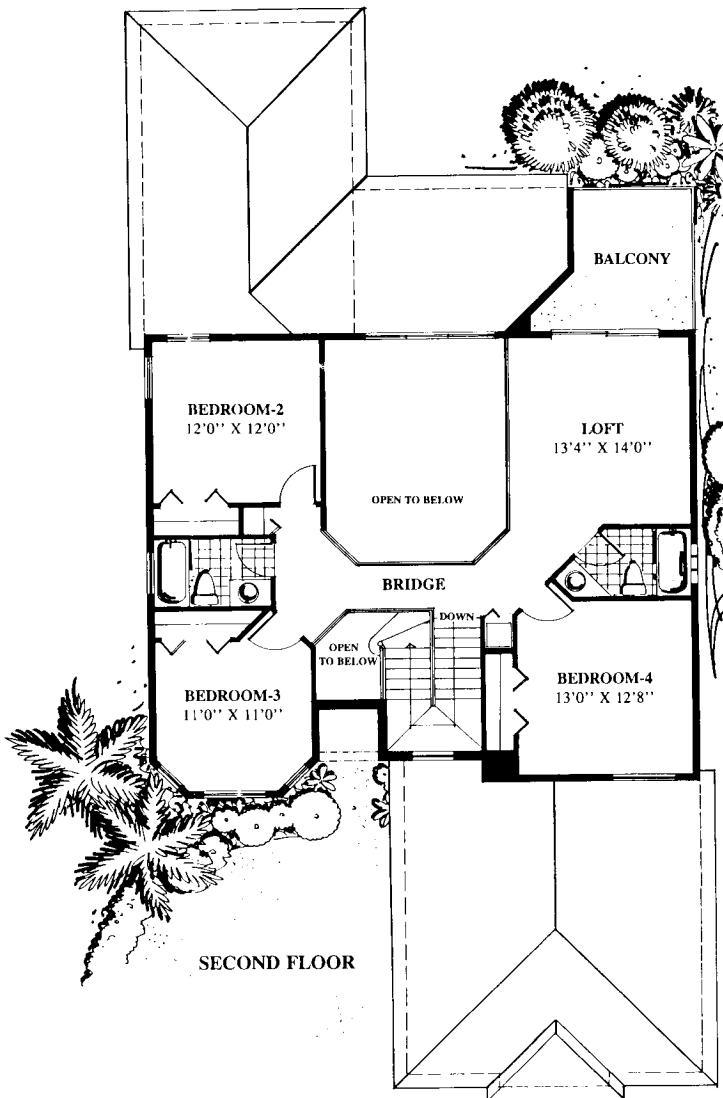 BALCONY
BEDROOM-2
12'0'' X 12'0''
LOFT
13'4'' X 14'0''
OPEN TO BELOW
BRIDGE
DOWN
OPEN
TO BELOW
BEDROOM-3
11'0'' X 11'0''
BEDROOM-4
13'0'' X 12'8''
SECOND FLOOR